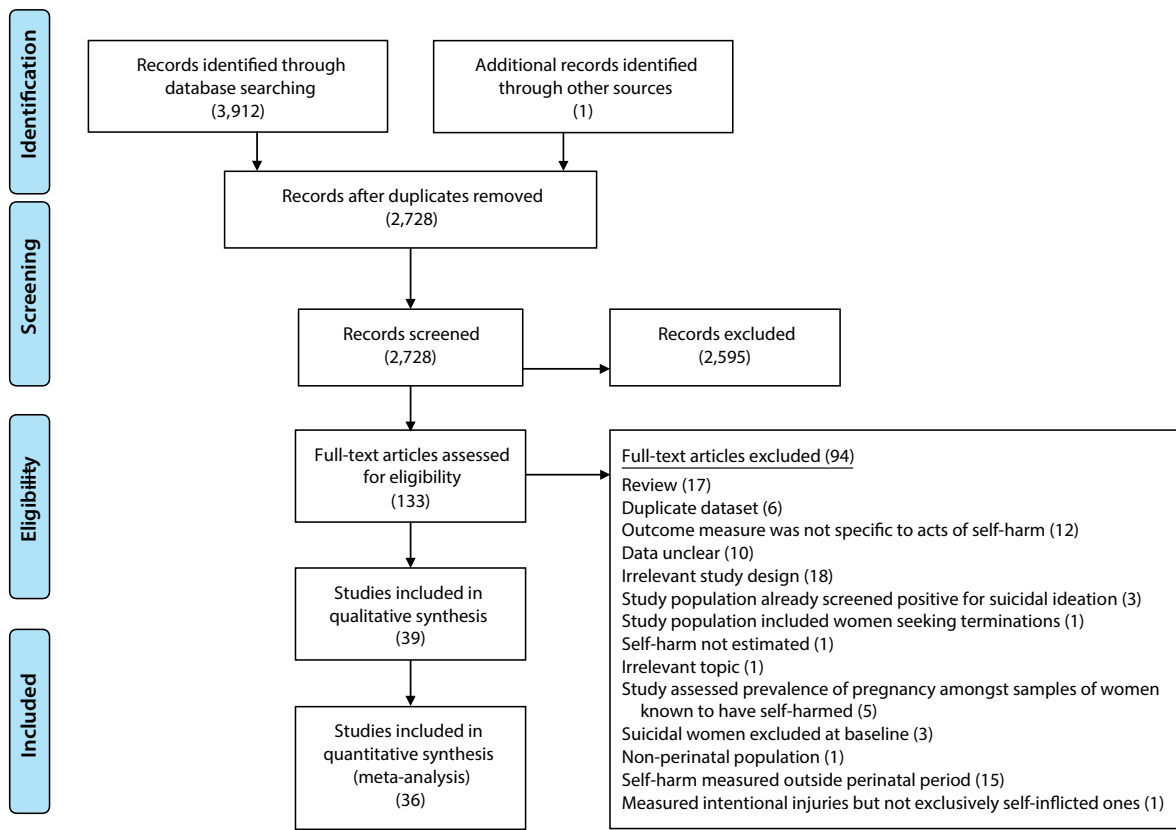 Identification
Records identified through
database searching
(3,912)
Additional records identified
through other sources
(1)
Records after duplicates removed
(2,728)
Screening
Records screened
(2,728)
Records excluded
(2,595)
Eligibility
Full-text articles assessed
for eligibility
(133)
Full-text articles excluded (94)
Review (17)
Duplicate dataset (6)
Outcome measure was not specific to acts of self-harm (12)
Data unclear (10)
Irrelevant study design (18)
Study population already screened positive for suicidal ideation (3)
Study population included women seeking terminations (1)
Self-harm not estimated (1)
Irrelevant topic (1)
Study assessed prevalence of pregnancy amongst samples of women
known to have self-harmed (5)
Suicidal women excluded at baseline (3)
Non-perinatal population (1)
Self-harm measured outside perinatal period (15)
Measured intentional injuries but not exclusively self-inflicted ones (1)
Studies included in
qualitative synthesis
(39)
Included
Studies included in
quantitative synthesis
(meta-analysis)
(36)